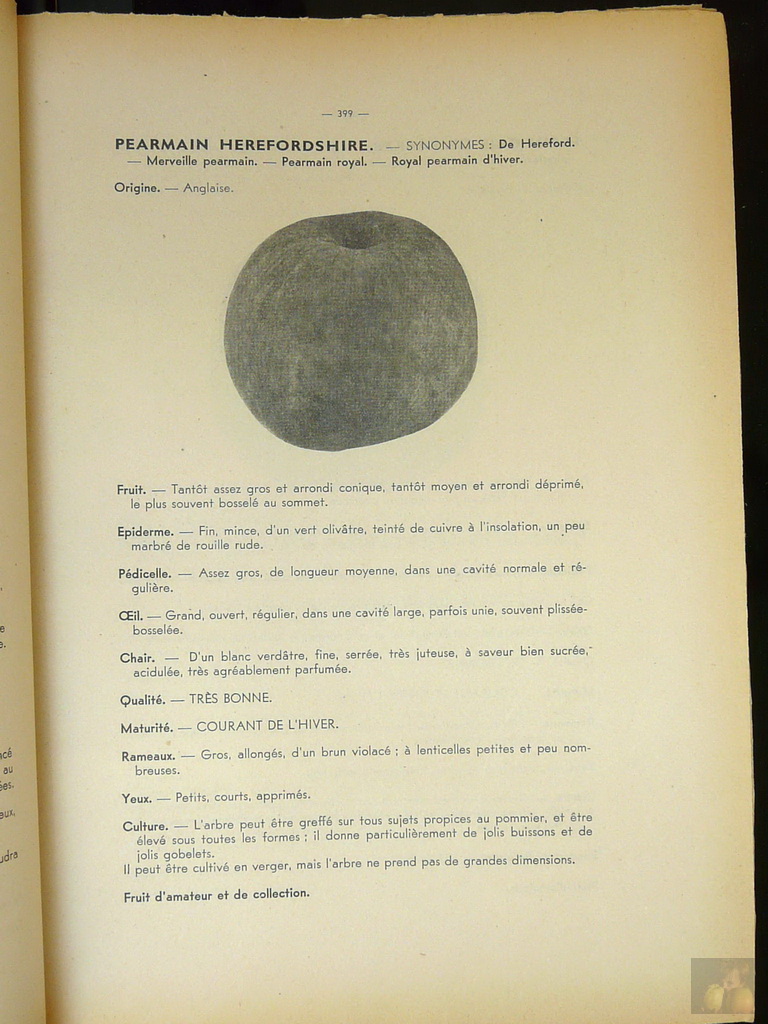 — 399 —
PEARMAIN HEREFORDSHIRE. — SYNONYMES : De Hereford.
— Merveille pearmain. — Pearmain royal. — Royal pearmain d'hiver.
Origine. — Anglaise.
Fruit. — Tantôt assez gros et arrondi conique, tantôt moyen et arrondi déprimé,
le plus souvent bosselé au sommet.
Epiderme. — Fin, mince, d'un vert olivâtre, teinté de cuivre à l'insolation, un peu
marbré de rouille rude.
Pédicelle. — Assez gros, de longueur moyenne, dans une cavité normale et ré-
gulière.
Œil. — Grand, ouvert, régulier, dans une cavité large, parfois unie, souvent plissée-
bosselée.
Chair. — D'un blanc verdâtre, fine, serrée, très juteuse, à saveur bien sucrée,
acidulée, très agréablement parfumée.
Qualité. — TRÈS BONNE.
Maturité. — COURANT DE L'HIVER.
Rameaux. — Gros, allongés, d'un brun violacé ; à lenticelles petites et peu nom-
breuses.
Yeux. — Petits, courts, apprimés.
Culture. — L'arbre peut être greffé sur tous sujets propices au pommier, et être
élevé sous toutes les formes ; il donne particulièrement de jolis buissons et de
jolis gobelets.
Il peut être cultivé en verger, mais l'arbre ne prend pas de grandes dimensions.
Fruit d'amateur et de collection.